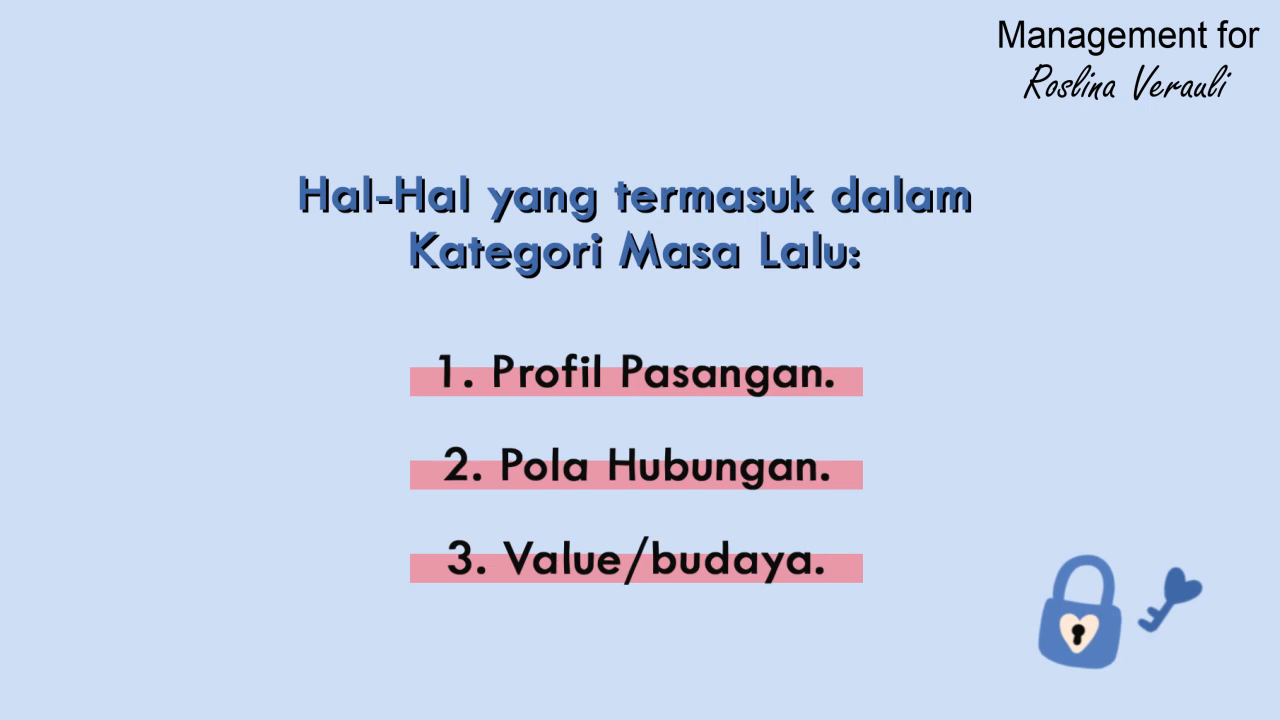 Management for
Roslina Verauli
Hal-Hal yang termasuk dalam
Kategori Masa Lalu:
1. Profil Pasangan.
2. Pola Hubungan.
3. Value/budaya.